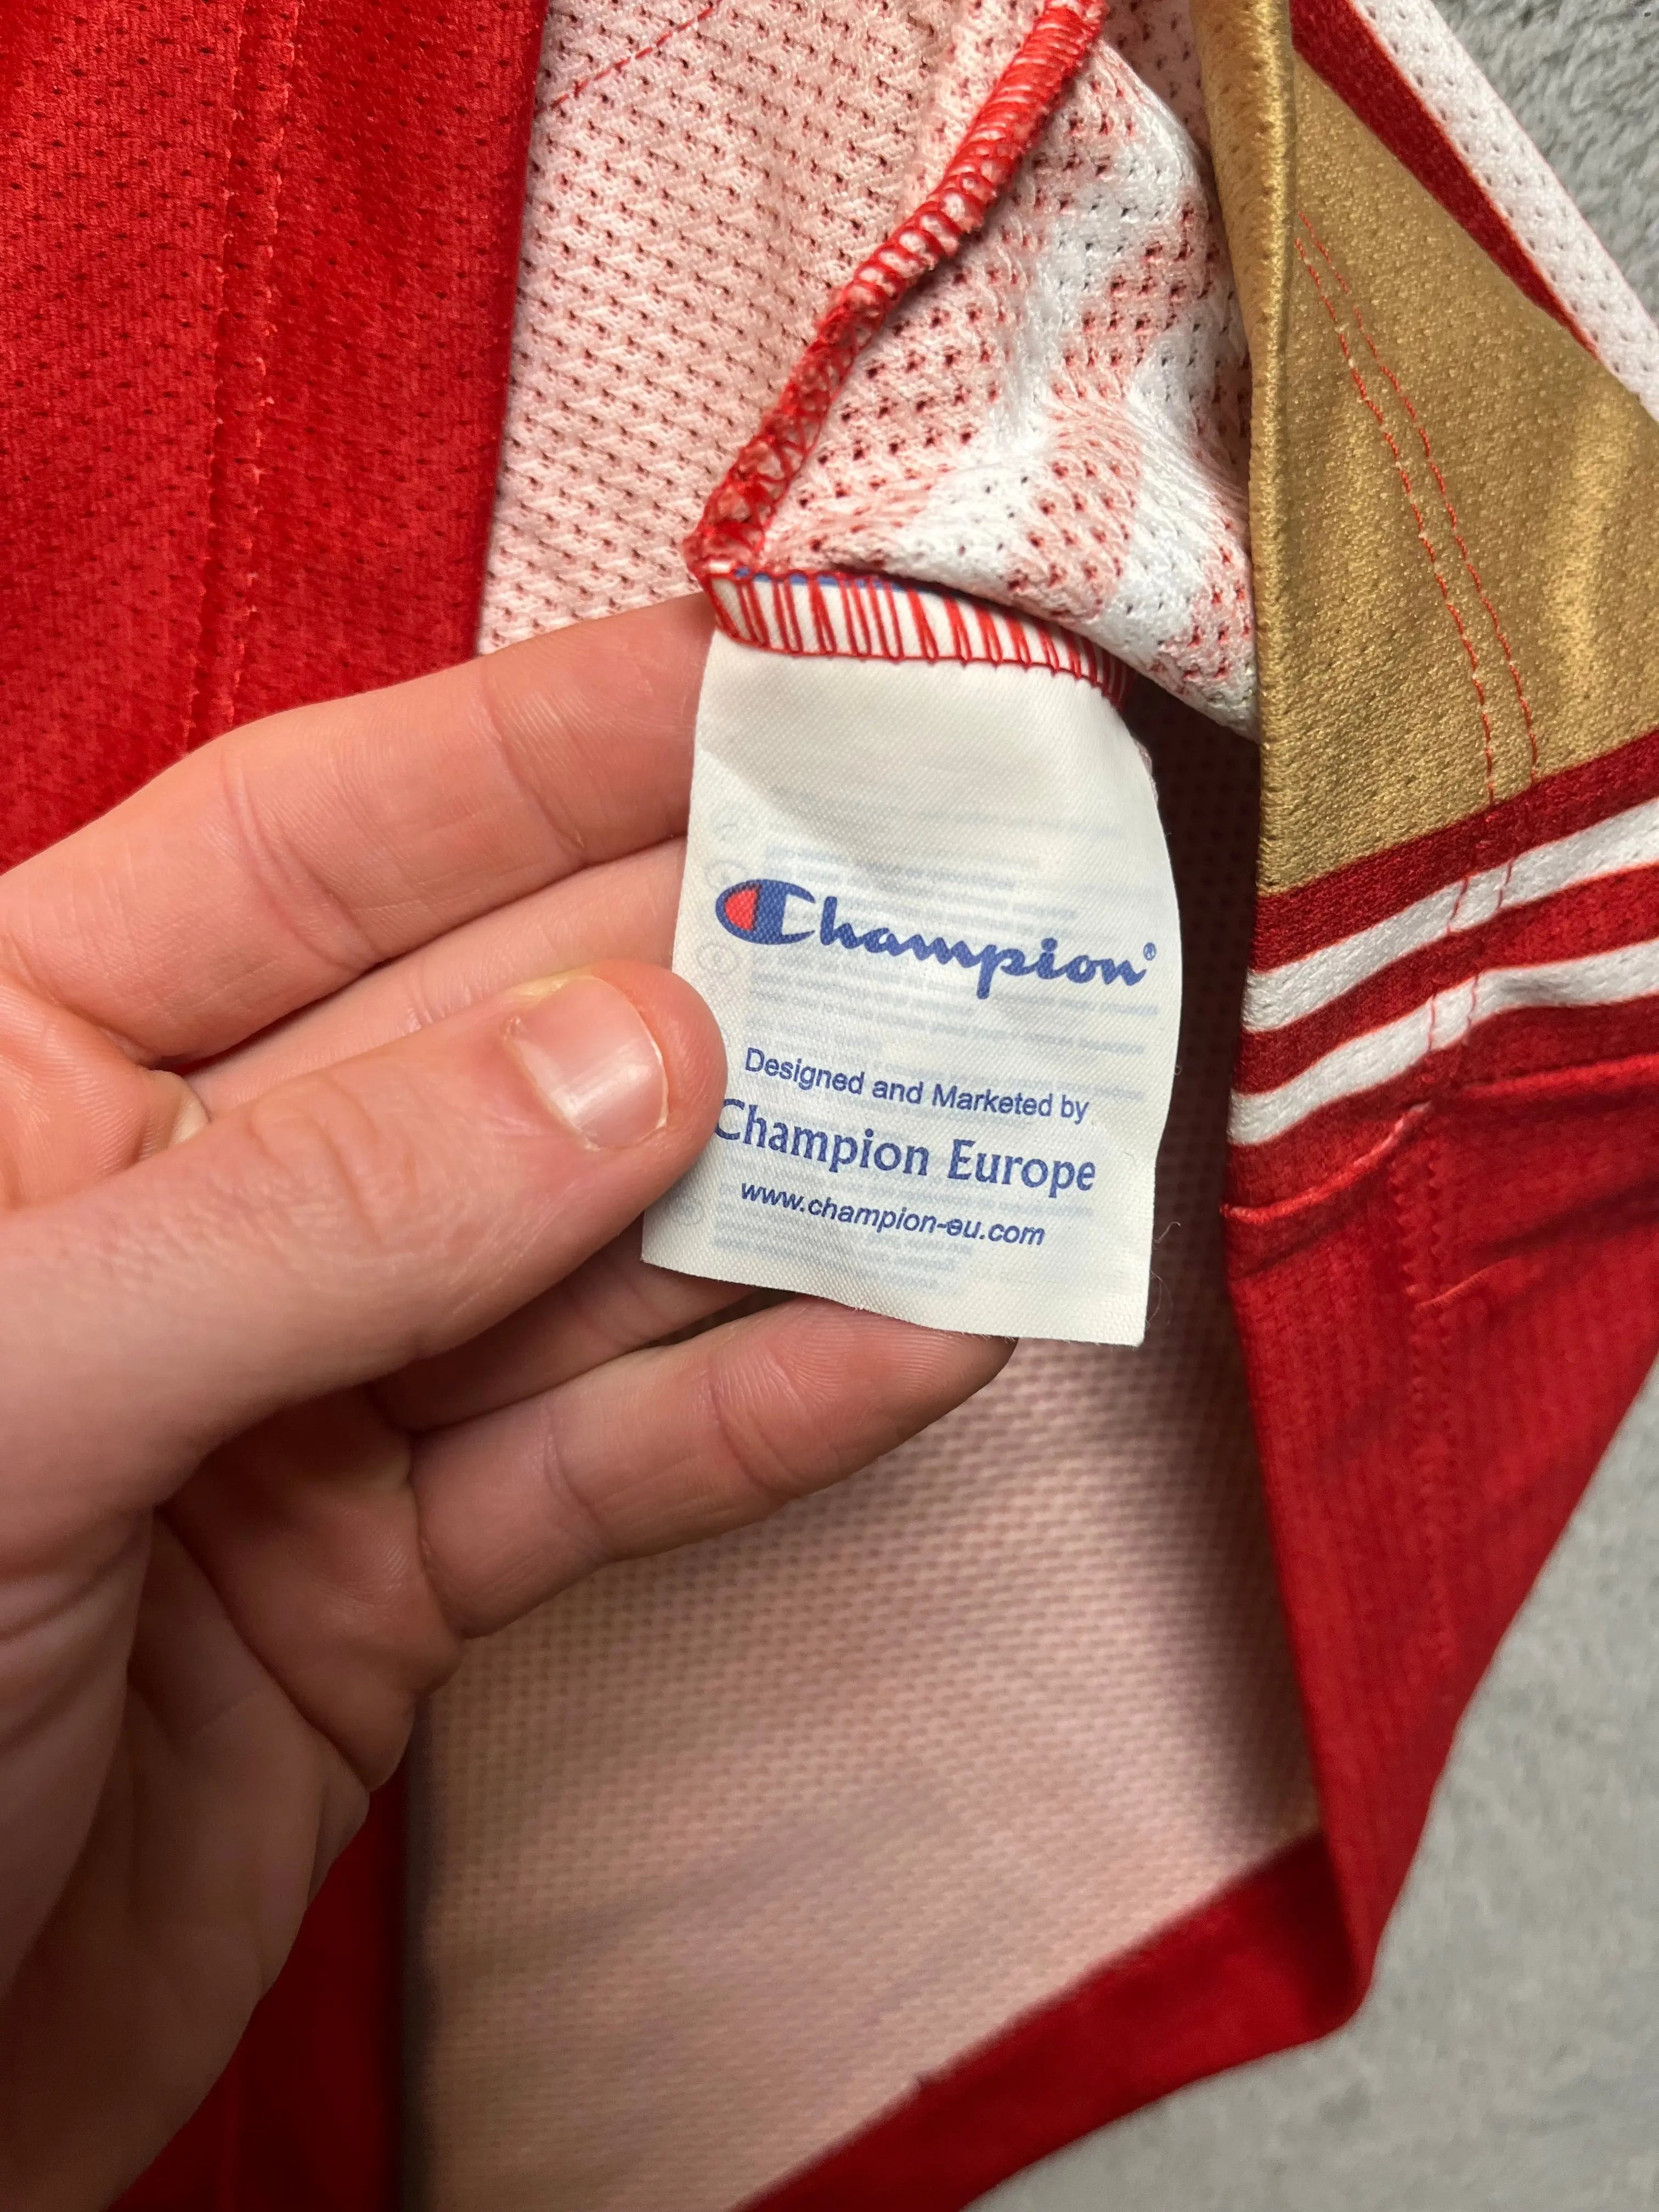 Champion®
Designed and Marketed by
Champion Europe
www.champion-eu.com